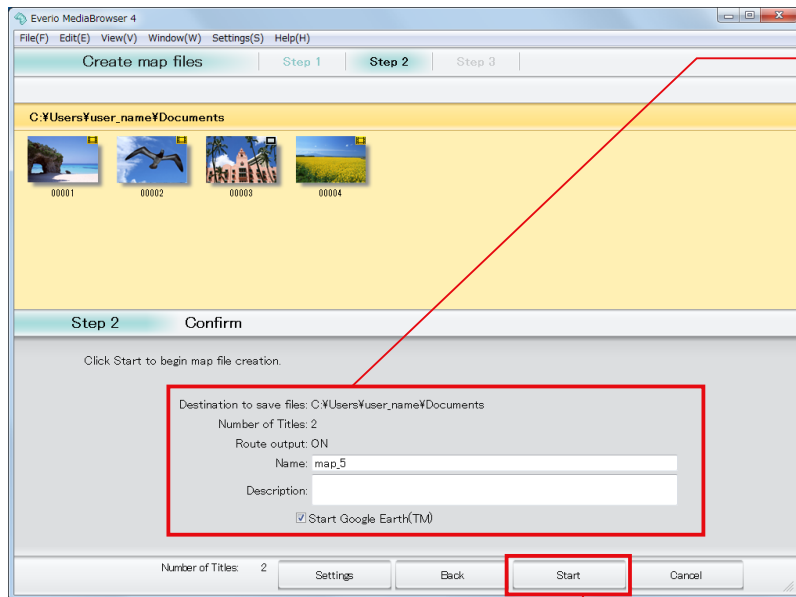 Everio MediaBrowser 4
File(F) Edit(E) View(V) Window(W) Settings(S) Help(H)
Create map files Step 1 Step 2 Step 3
C:¥Users¥user_name¥Documents
00001 00002 00003 00004
Step 2 Confirm
Click Start to begin map file creation.
Destination to save files: C:¥Users¥user_name¥Documents
Number of Titles: 2
Route output: ON
Name: map_5
Description:
Start Google Earth(TM)
Number of Titles: 2 Settings Back Start Cancel